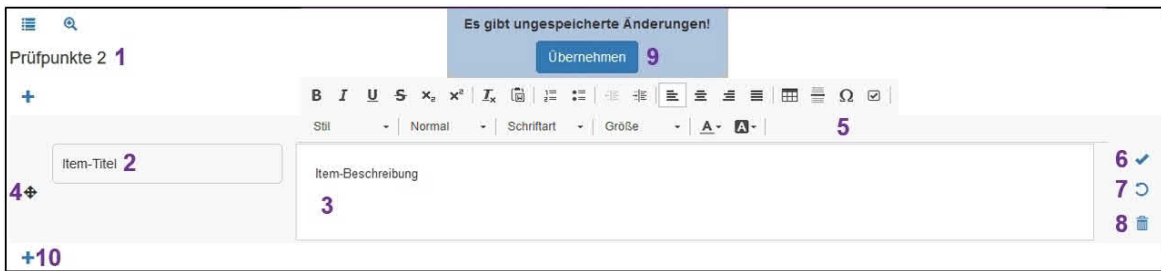 Es gibt ungespeicherte Änderungen!
Prüfpunkte 2 1
Übernehmen 9
B I U S x₂ x² Tx Ω
Stil Normal Schriftart Größe A A 5
Item-Titel 2
Item-Beschreibung
3
4
6
7
8
+10